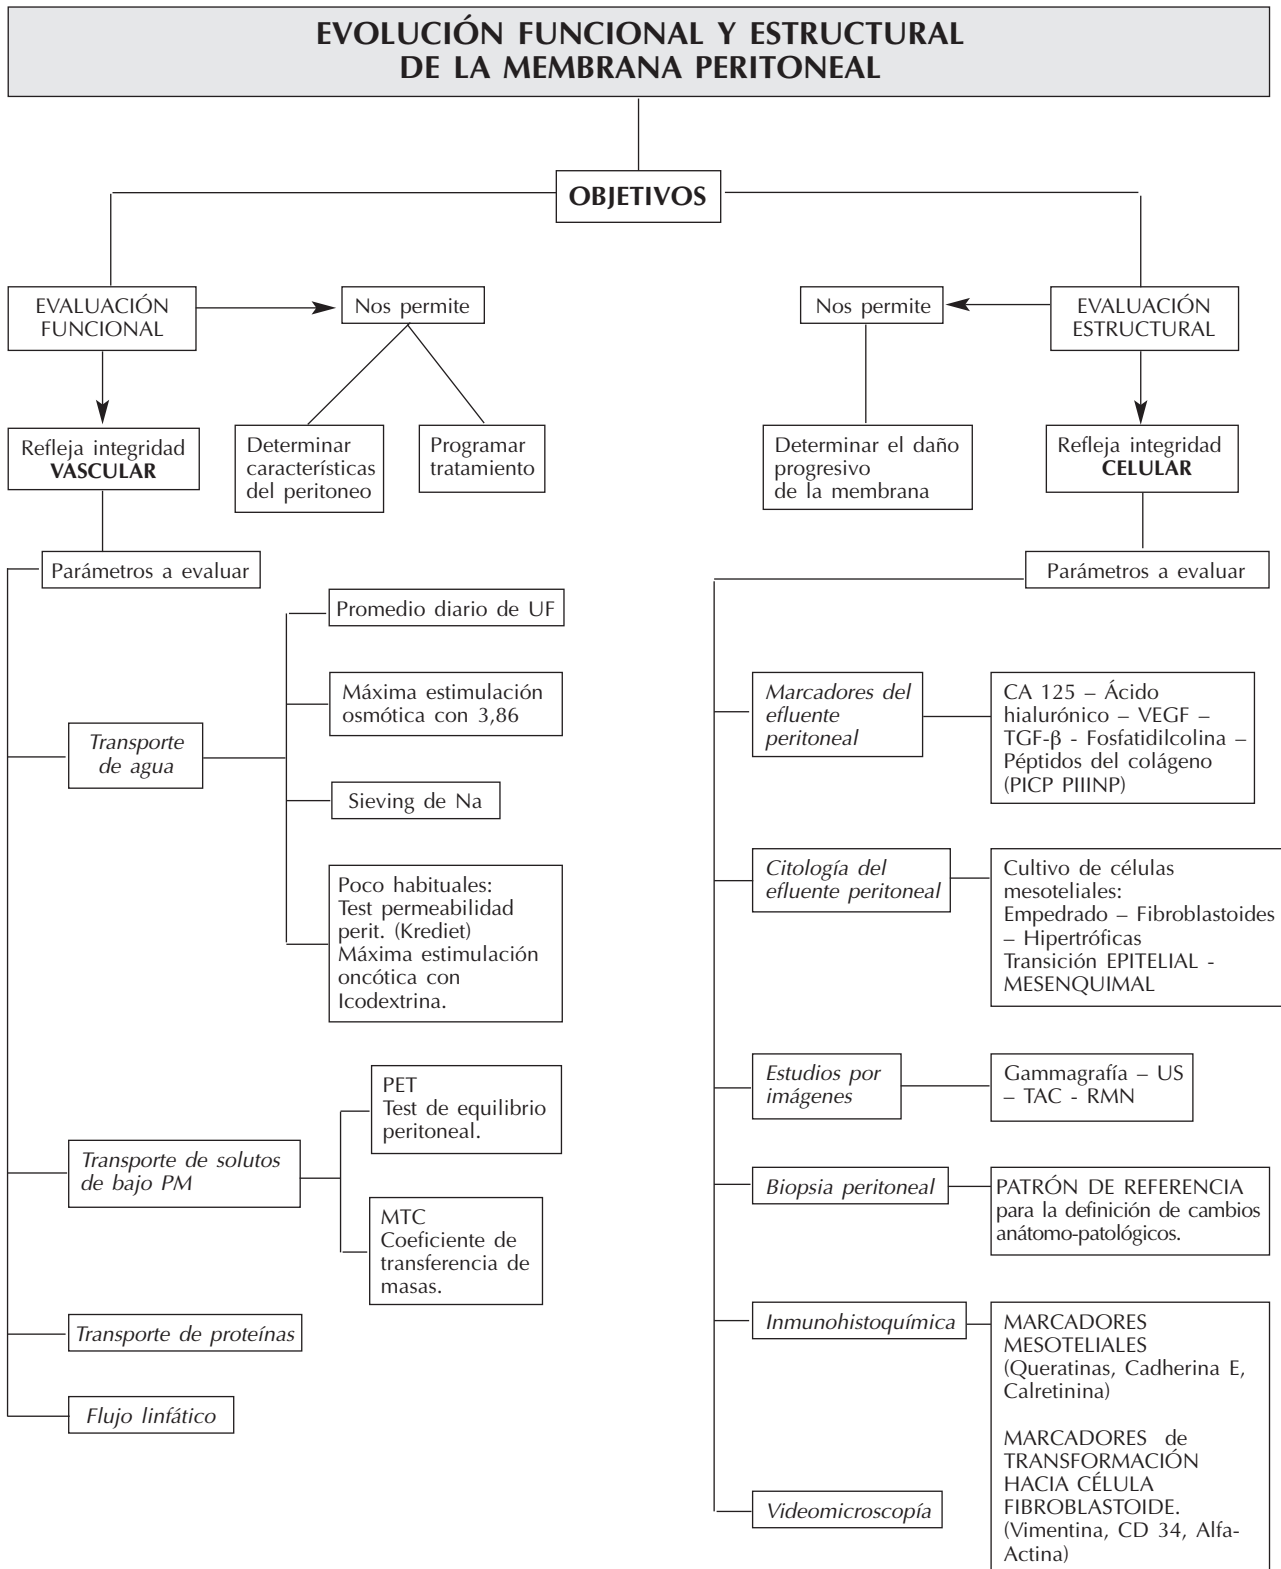 EVOLUCIÓN FUNCIONAL Y ESTRUCTURAL
DE LA MEMBRANA PERITONEAL
OBJETIVOS
EVALUACIÓN
FUNCIONAL
Nos permite
Refleja integridad
VASCULAR
Determinar
características
del peritoneo
Programar
tratamiento
Parámetros a evaluar
Transporte
de agua
Promedio diario de UF
Máxima estimulación
osmótica con 3,86
Sieving de Na
Poco habituales:
Test permeabilidad
perit. (Krediet)
Máxima estimulación
oncótica con
Icodextrina.
Transporte de solutos
de bajo PM
PET
Test de equilibrio
peritoneal.
MTC
Coeficiente de
transferencia de
masas.
Transporte de proteínas
Flujo linfático
Nos permite
EVALUACIÓN
ESTRUCTURAL
Determinar el daño
progresivo
de la membrana
Refleja integridad
CELULAR
Parámetros a evaluar
Marcadores del
efluente
peritoneal
CA 125 – Ácido
hialurónico – VEGF –
TGF-β - Fosfatidilcolina –
Péptidos del colágeno
(PICP PIIINP)
Citología del
efluente peritoneal
Cultivo de células
mesoteliales:
Empedrado – Fibroblastoides
– Hipertróficas
Transición EPITELIAL -
MESENQUIMAL
Estudios por
imágenes
Gammagrafía – US
– TAC - RMN
Biopsia peritoneal
PATRÓN DE REFERENCIA
para la definición de cambios
anátomo-patológicos.
Inmunohistoquímica
MARCADORES
MESOTELIALES
(Queratinas, Cadherina E,
Calretinina)
MARCADORES de
TRANSFORMACIÓN
HACIA CÉLULA
FIBROBLASTOIDE.
(Vimentina, CD 34, Alfa-
Actina)
Videomicroscopía